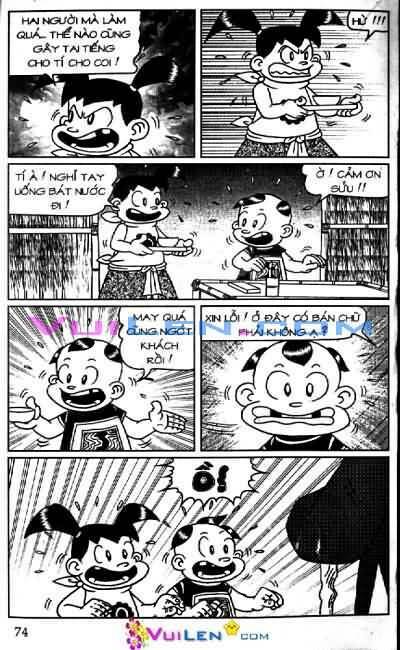 HAI NGƯỜI MÀ LÀM
QUÁ... THẾ NÀO CŨNG
GÂY TAI TIẾNG
CHO TÍ CHO COI !
HỪ !!!
TÍ À ! NGHỈ TAY
UỐNG BÁT NƯỚC
ĐI !
Ờ ! CẢM ƠN
SỬU !!
MAY QUÁ
CŨNG NGỚT
KHÁCH
RỒI !
XIN LỖI ! Ở ĐÂY CÓ BÁN CHỮ
PHẢI KHÔNG Ạ ?
VuiLen.com
Ồ!
74
VuiLen.com